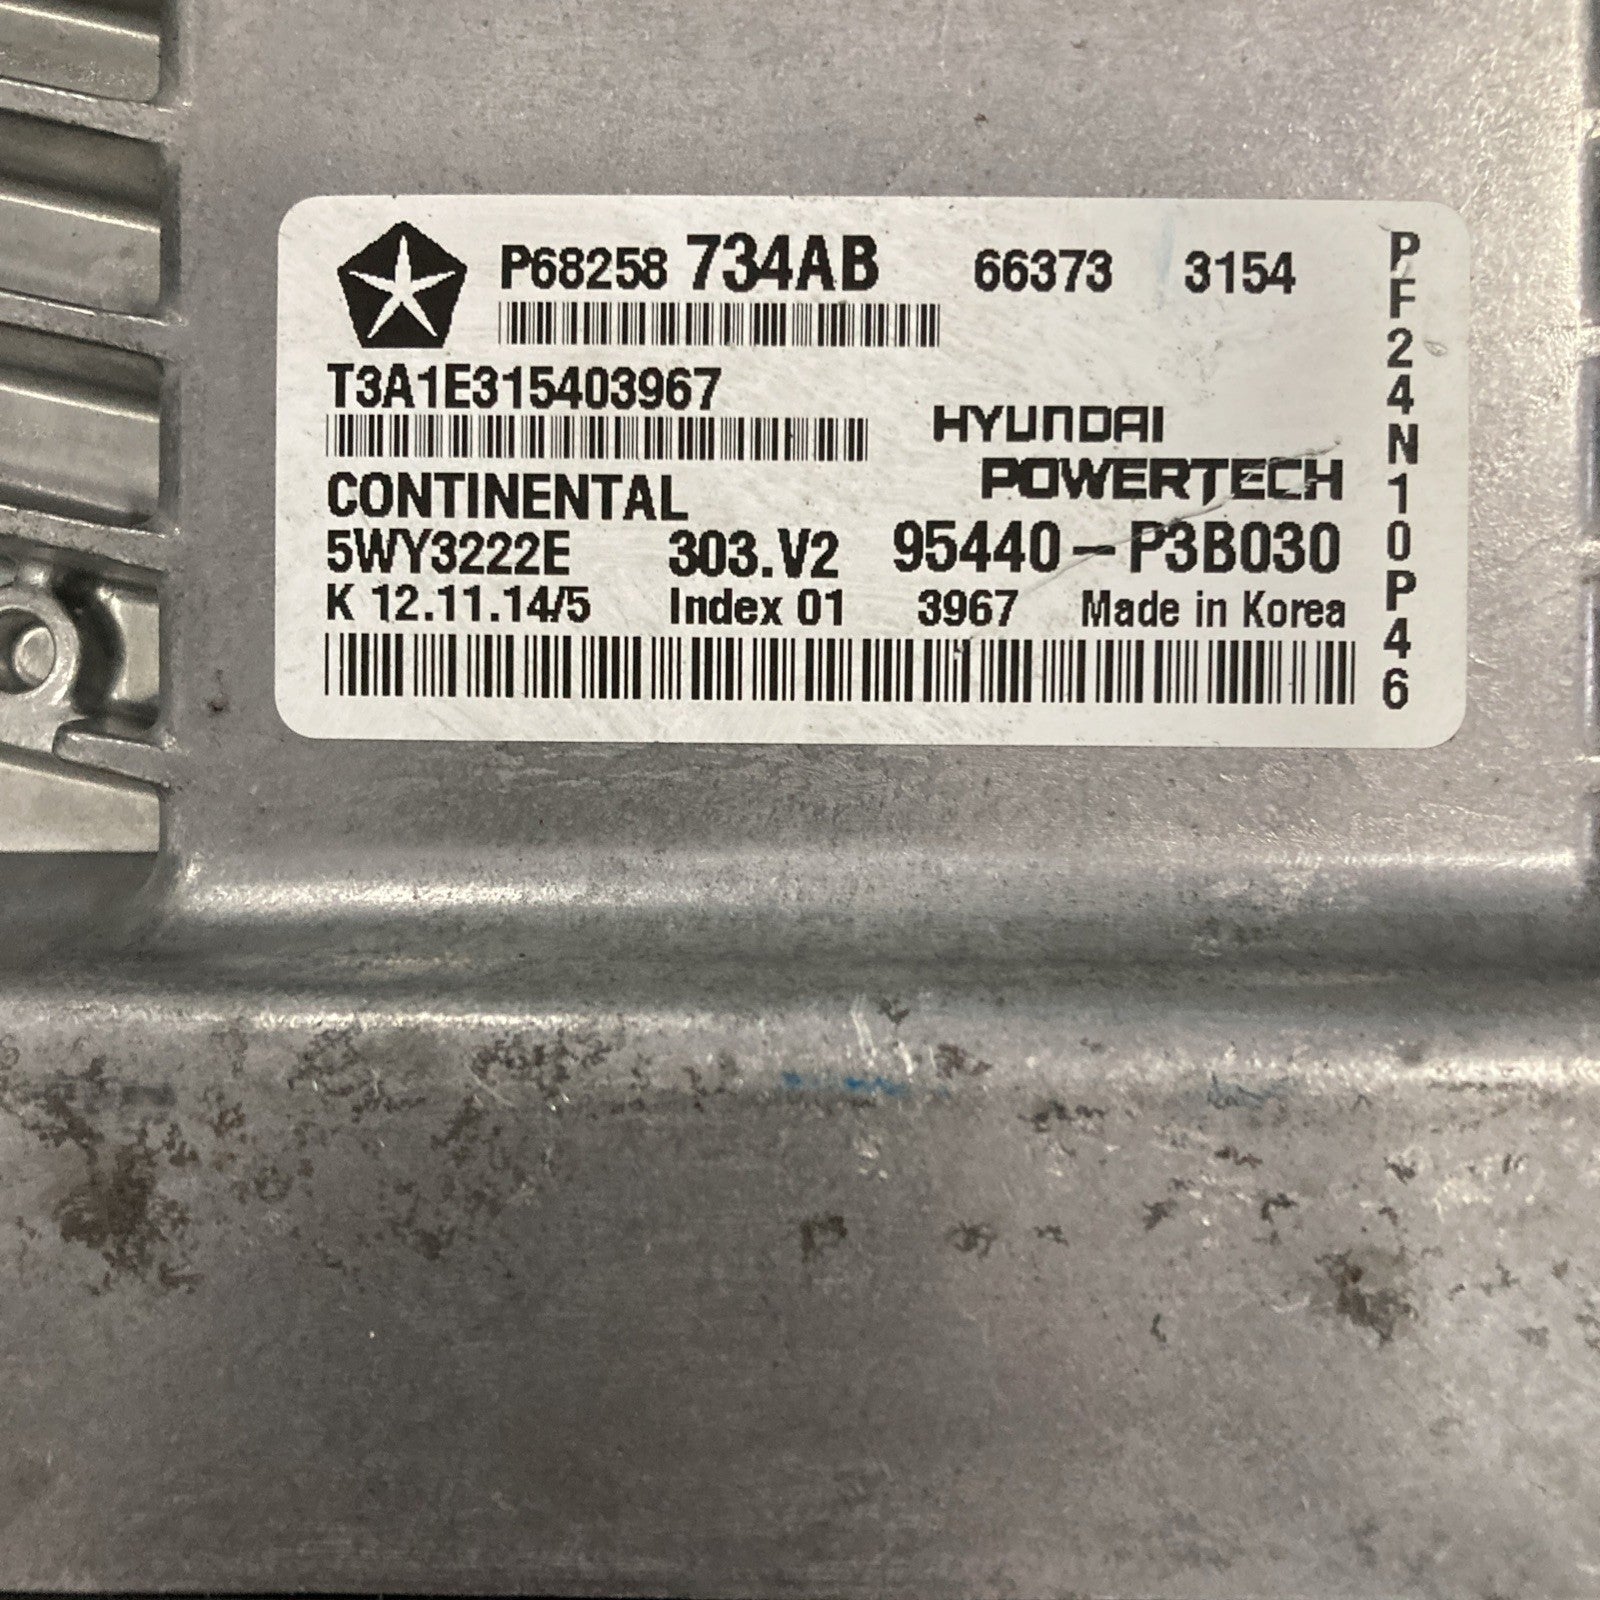 P68258 734AB 66373 3154
T3A1E315403967
HYUNDAI
POWERTECH
CONTINENTAL
5WY3222E 303.V2 95440-P3B030
K 12.11.14/5 Index 01 3967 Made in Korea
PF24N10P46